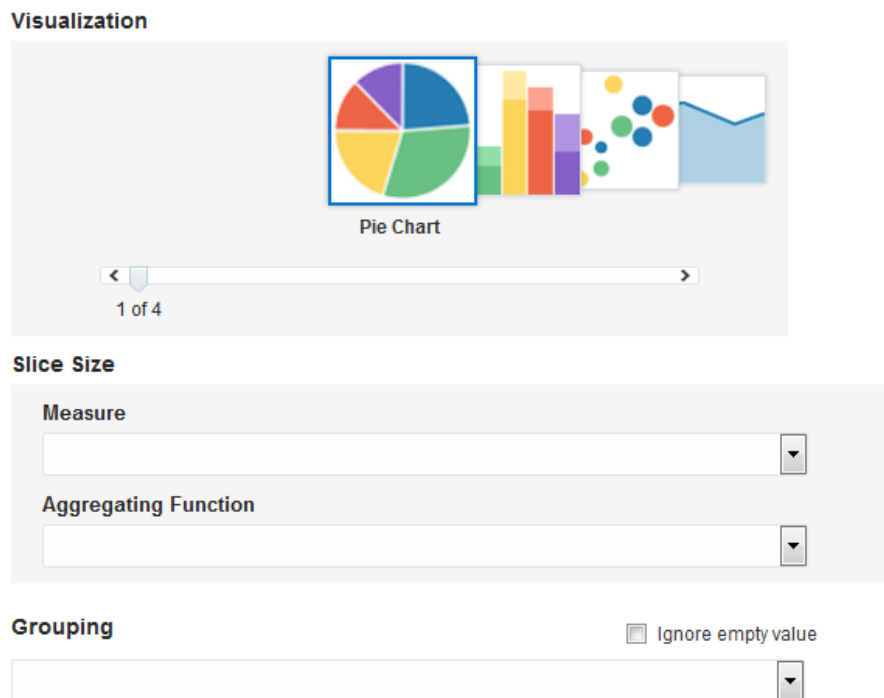 Visualization
Pie Chart
1 of 4
Slice Size
Measure
Aggregating Function
Grouping
Ignore empty value